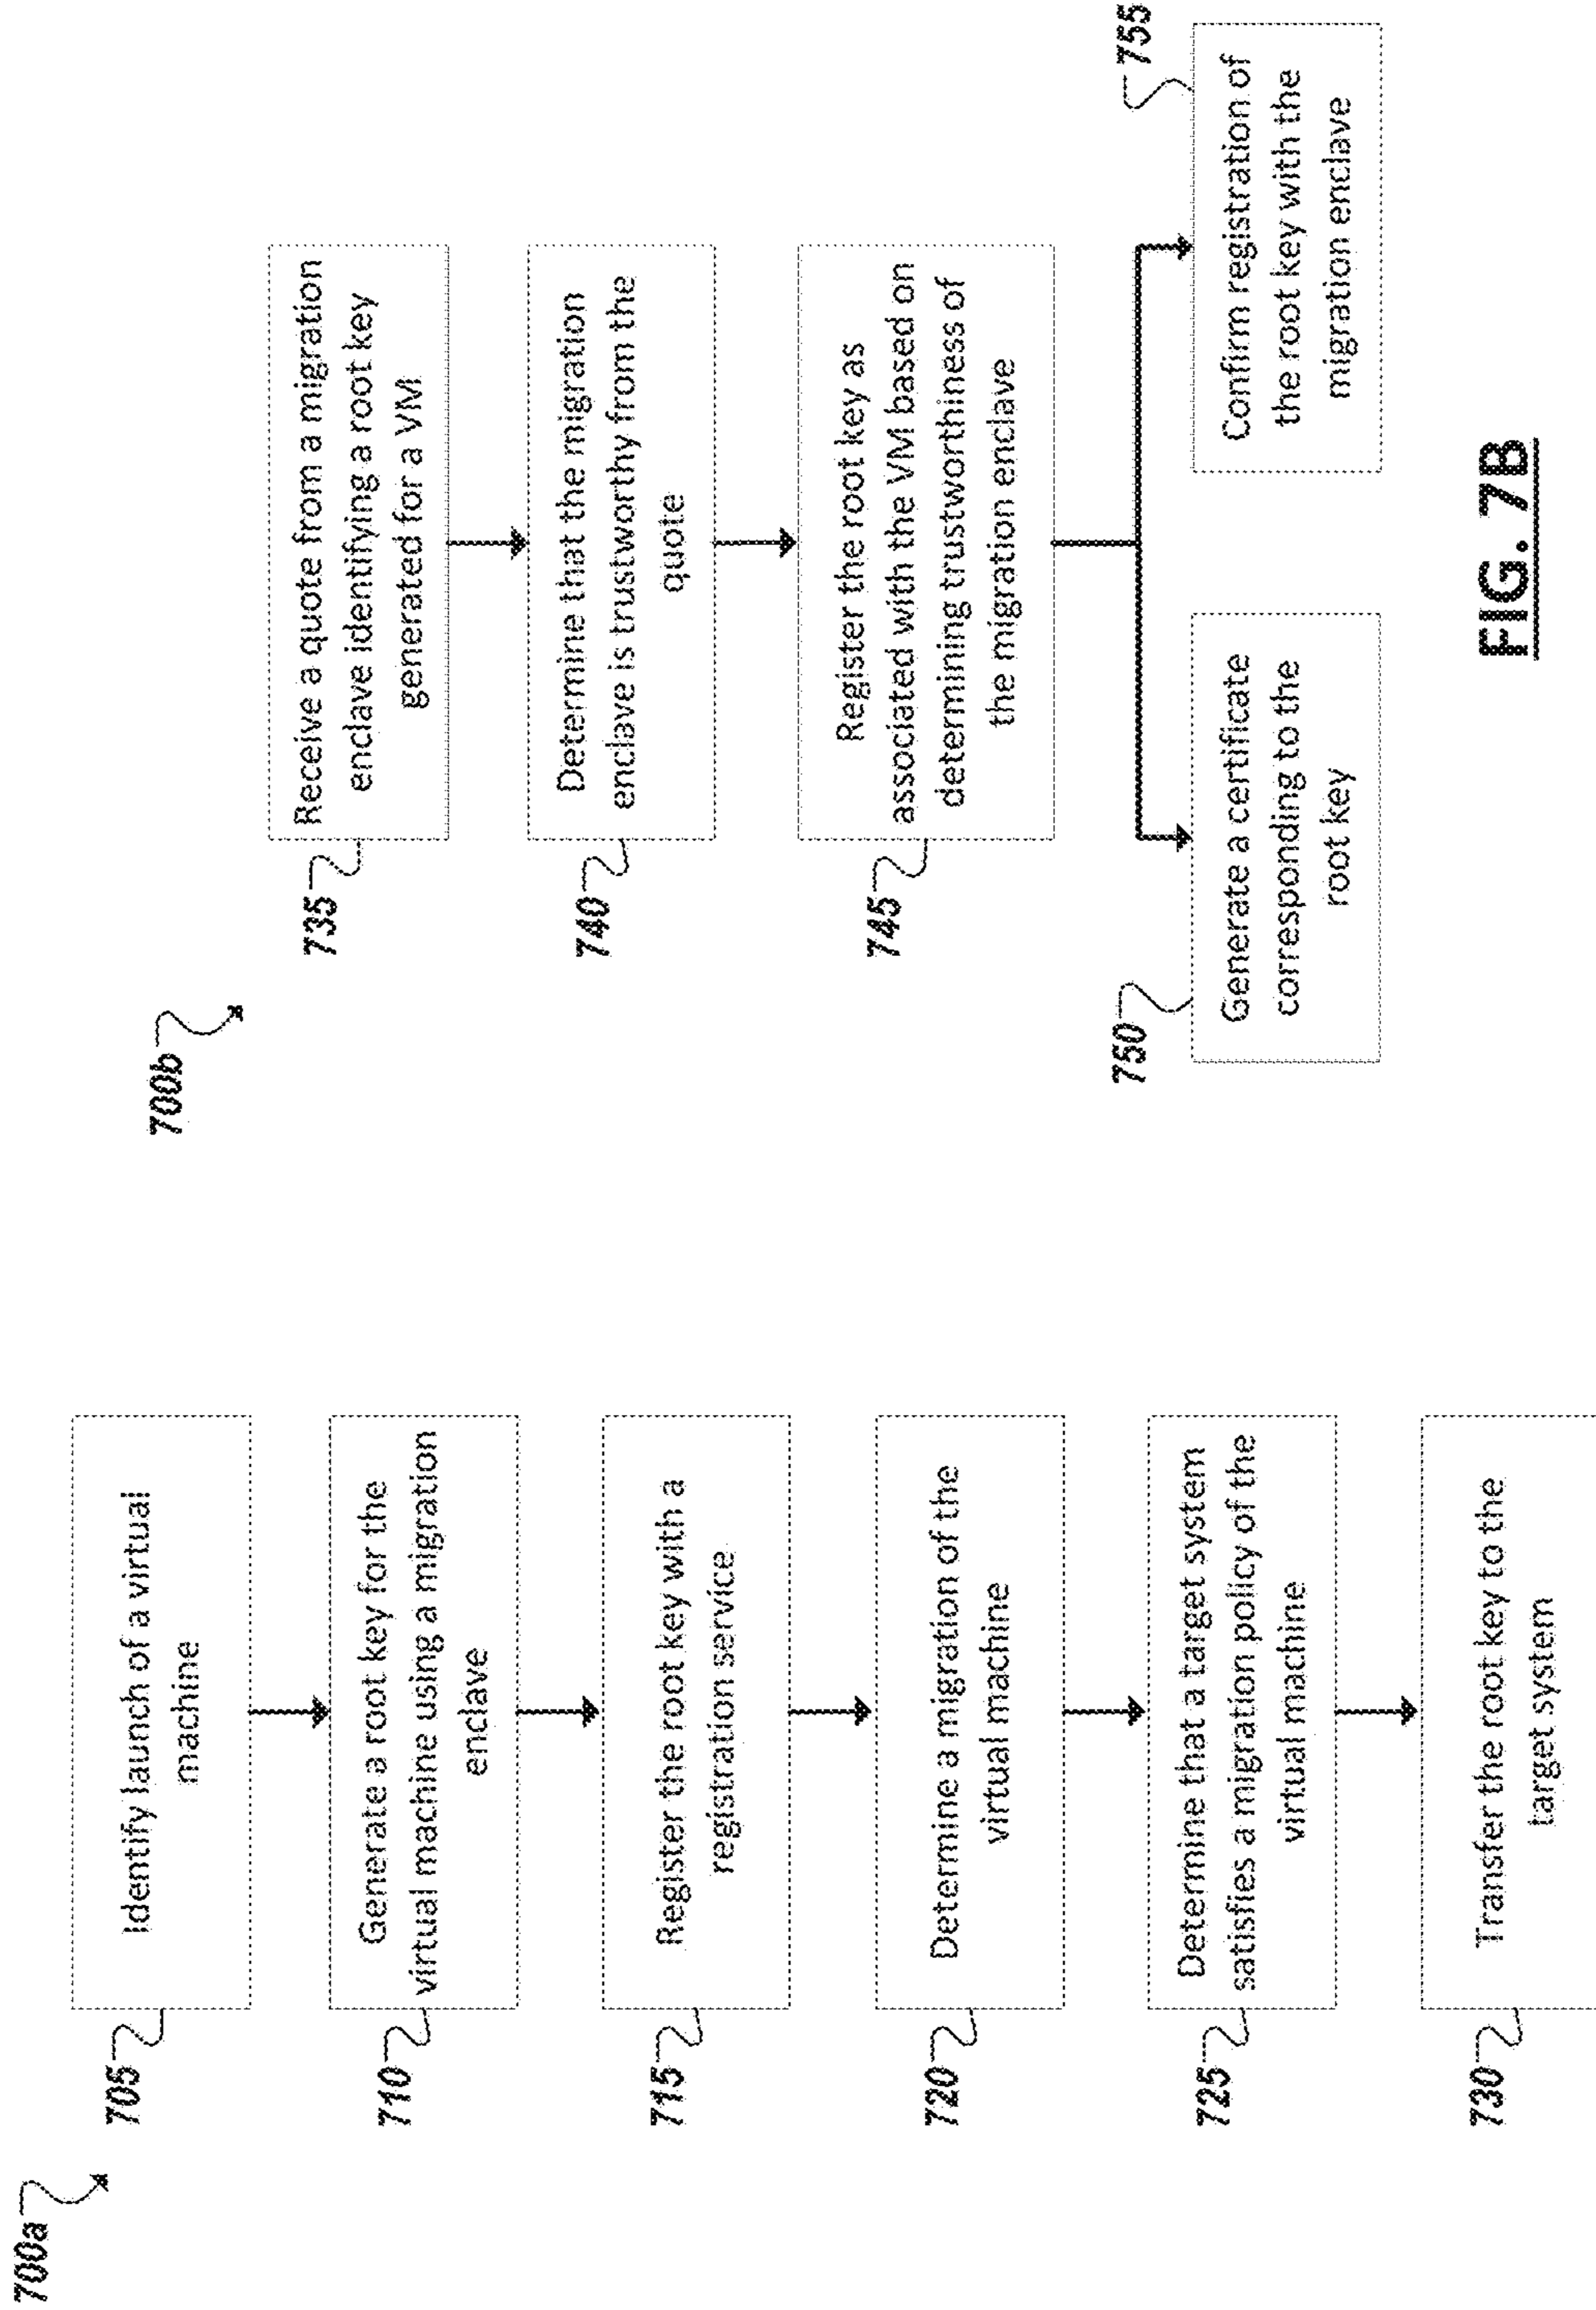 700a
705
Identify launch of a virtual
machine
710
Generate a root key for the
virtual machine using a migration
enclave
715
Register the root key with a
registration service
720
Determine a migration of the
virtual machine
725
Determine that a target system
satisfies a migration policy of the
virtual machine
730
Transfer the root key to the
target system
700b
735
Receive a quote from a migration
enclave identifying a root key
generated for a VM
740
Determine that the migration
enclave is trustworthy from the
quote
745
Register the root key as
associated with the VM based on
determining trustworthiness of
the migration enclave
750
Generate a certificate
corresponding to the
root key
755
Confirm registration of
the root key with the
migration enclave
FIG. 7B